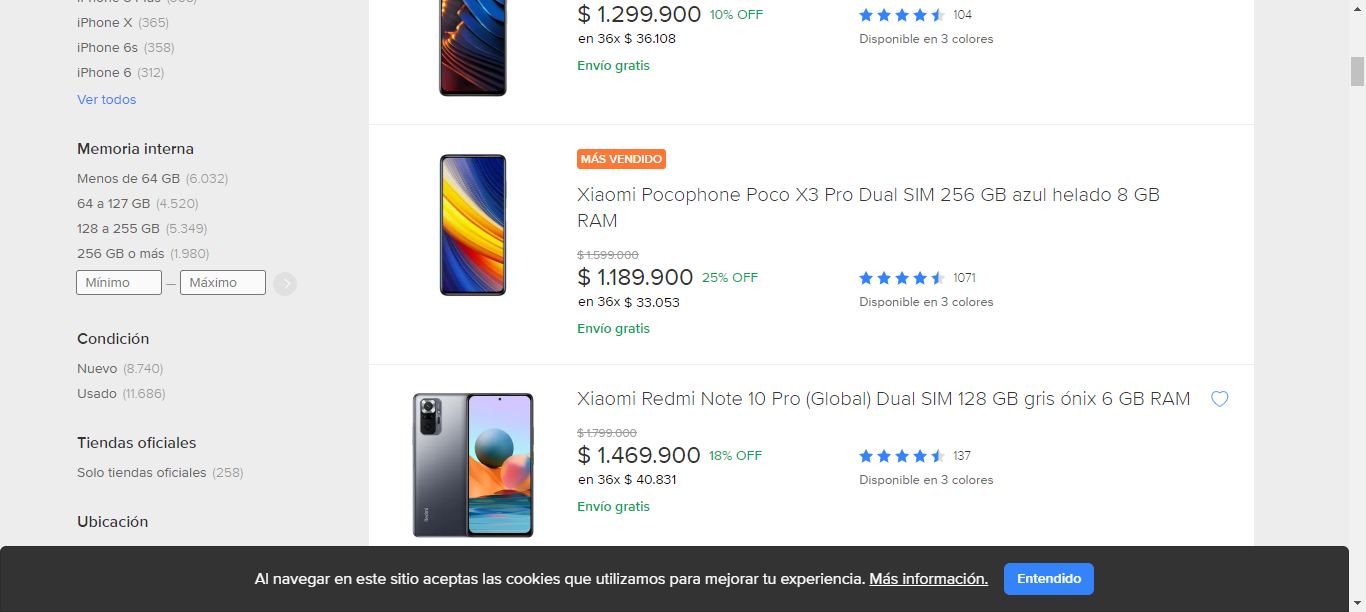 iPhone X (365)
iPhone 6s (358)
iPhone 6 (312)
Ver todos
Memoria interna
Menos de 64 GB (6.032)
64 a 127 GB (4.520)
128 a 255 GB (5.349)
256 GB o más (1.980)
Mínimo — Máximo
Condición
Nuevo (8.740)
Usado (11.686)
Tiendas oficiales
Solo tiendas oficiales (258)
Ubicación
$ 1.299.900 10% OFF
104
en 36x $ 36.108
Disponible en 3 colores
Envío gratis
MÁS VENDIDO
Xiaomi Pocophone Poco X3 Pro Dual SIM 256 GB azul helado 8 GB
RAM
$ 1.599.000
$ 1.189.900 25% OFF
1071
en 36x $ 33.053
Disponible en 3 colores
Envío gratis
Xiaomi Redmi Note 10 Pro (Global) Dual SIM 128 GB gris ónix 6 GB RAM
$ 1.799.000
$ 1.469.900 18% OFF
137
en 36x $ 40.831
Disponible en 3 colores
Envío gratis
Redmi
Al navegar en este sitio aceptas las cookies que utilizamos para mejorar tu experiencia. Más información.
Entendido